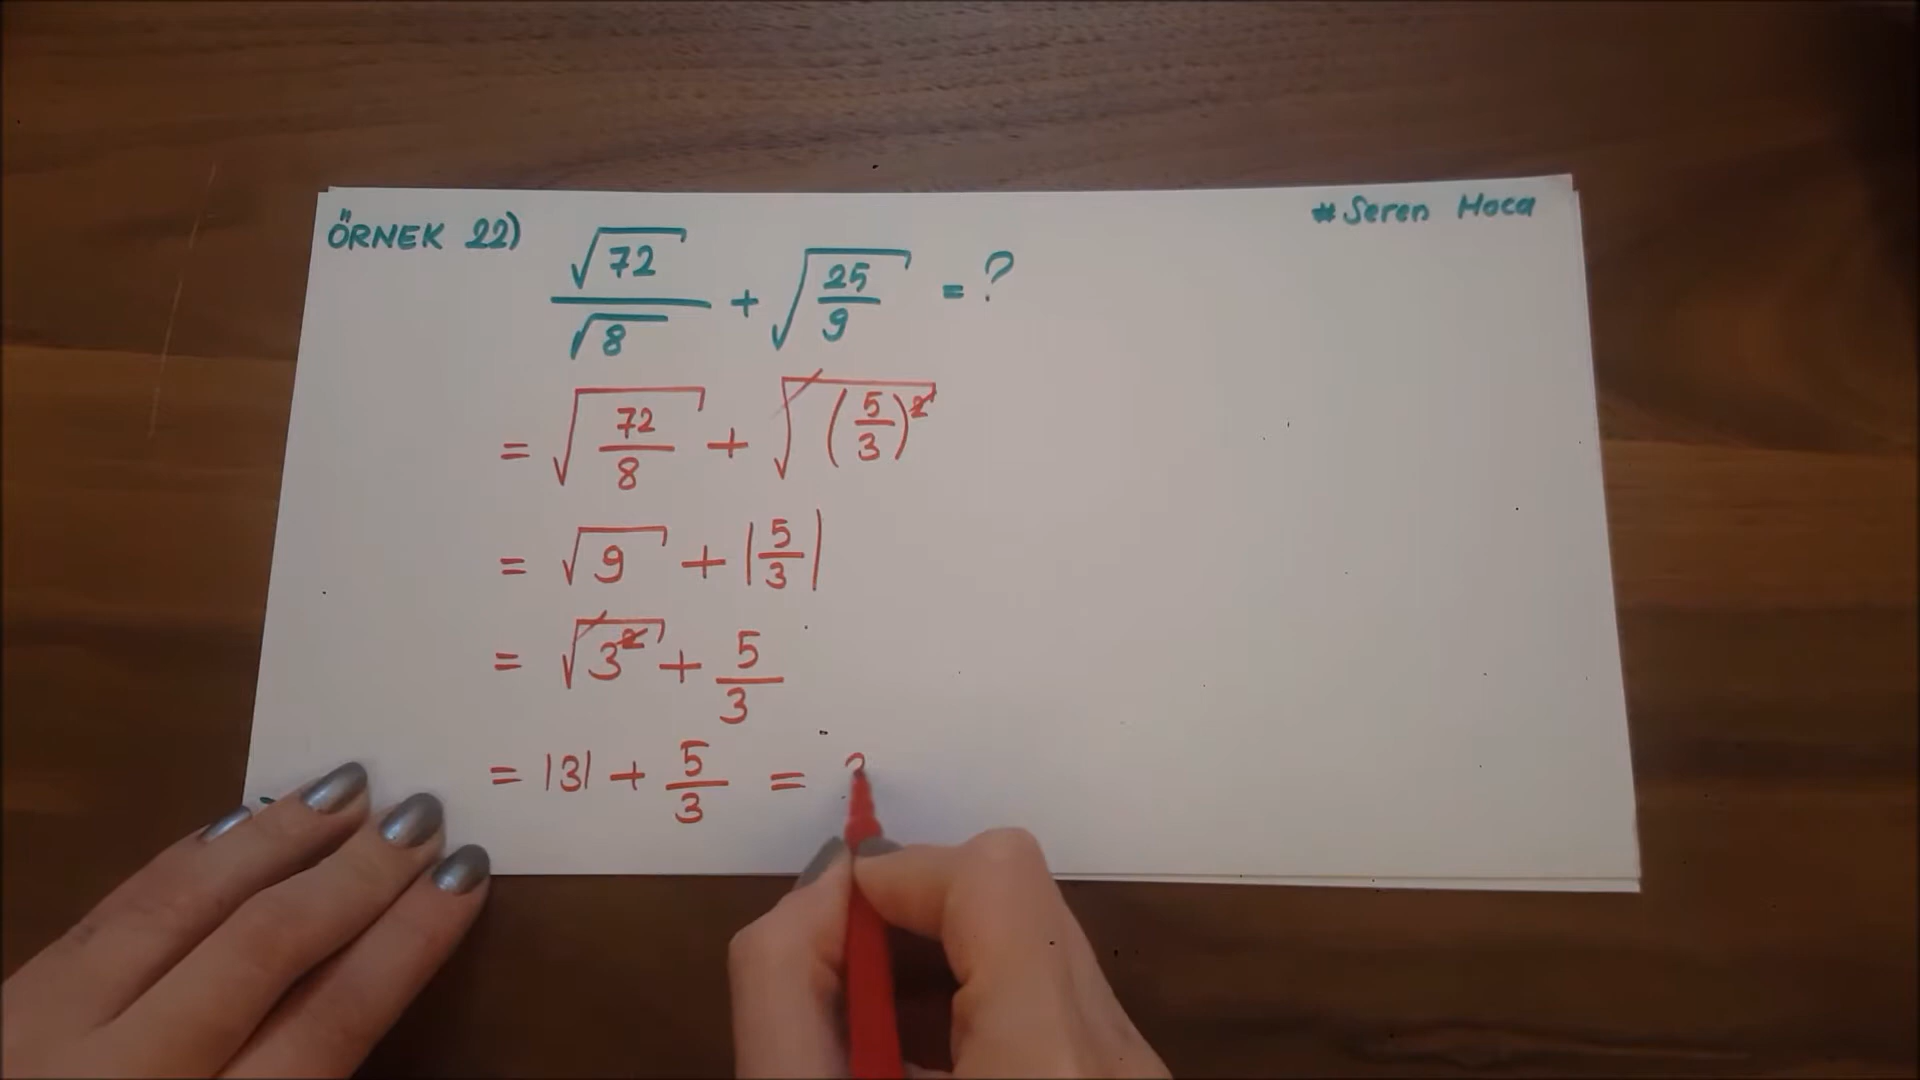 ÖRNEK 22) √72/√8 + √(25/9) = ?
#Seren Hoca
= √(72/8) + √((5/3)²)
= √9 + |5/3|
= √3² + 5/3
= |3| + 5/3 =